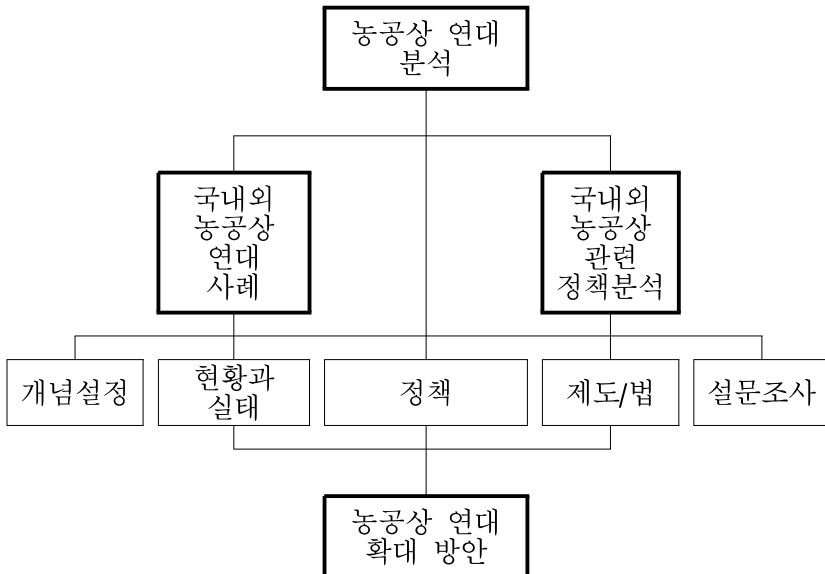 농공상 연대
분석
국내외
농공상
연대
사례
국내외
농공상
관련
정책분석
개념설정
현황과
실태
정책
제도/법
설문조사
농공상 연대
확대 방안